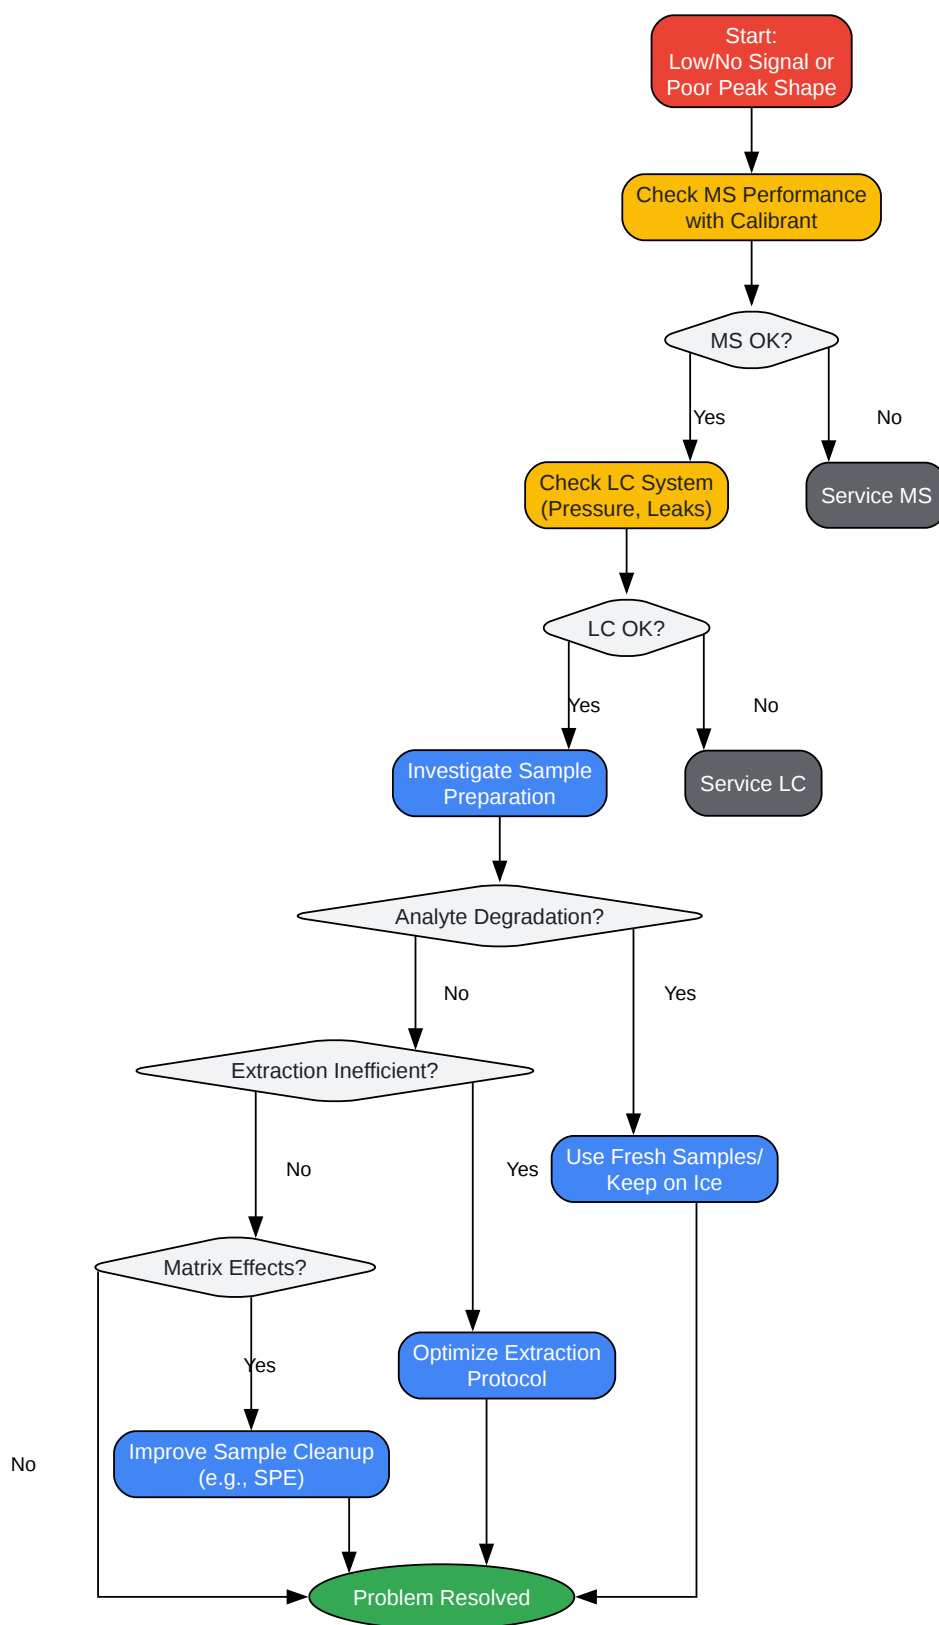 Start:
Low/No Signal or
Poor Peak Shape
Check MS Performance
with Calibrant
MS OK?
Yes
No
Check LC System
(Pressure, Leaks)
Service MS
LC OK?
Yes
No
Investigate Sample
Preparation
Service LC
Analyte Degradation?
No
Yes
Extraction Inefficient?
No
Yes
Use Fresh Samples/
Keep on Ice
Matrix Effects?
Yes
Optimize Extraction
Protocol
No
Improve Sample Cleanup
(e.g., SPE)
Problem Resolved